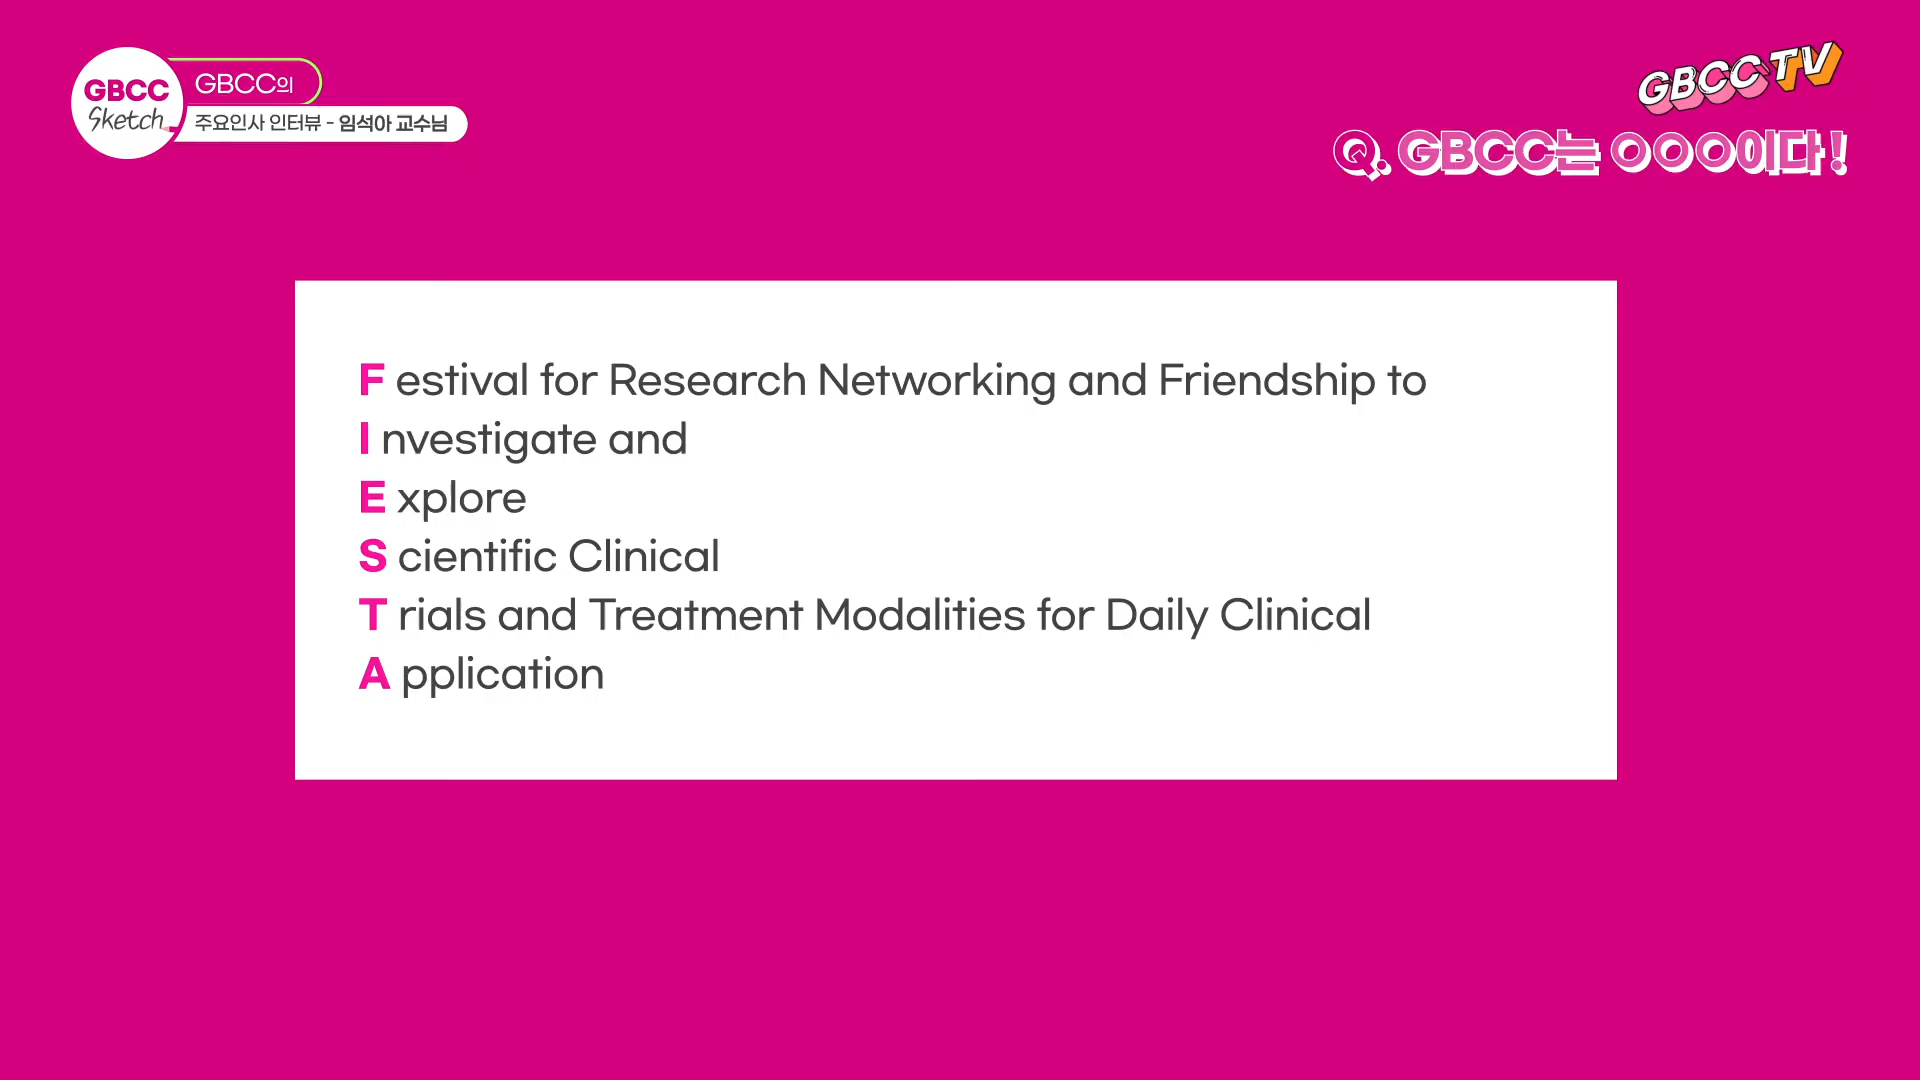 GBCC
Sketch
GBCC의
주요인사 인터뷰 - 임석아 교수님
GBCC TV
Q. GBCC는 OOO이다!
F estival for Research Networking and Friendship to
I nvestigate and
E xplore
S cientific Clinical
T rials and Treatment Modalities for Daily Clinical
A pplication